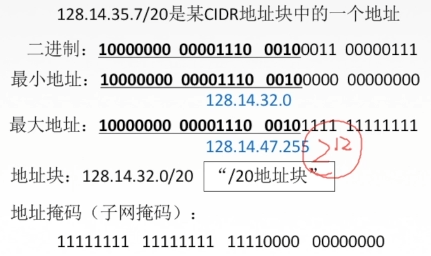 128.14.35.7/20是某CIDR地址块中的一个地址
二进制：10000000 00001110 00100011 00000111
最小地址：10000000 00001110 00100000 00000000
128.14.32.0
最大地址：10000000 00001110 00101111 11111111
128.14.47.255
2^12
地址块：128.14.32.0/20 “/20地址块”
地址掩码（子网掩码）：
11111111 11111111 11110000 00000000